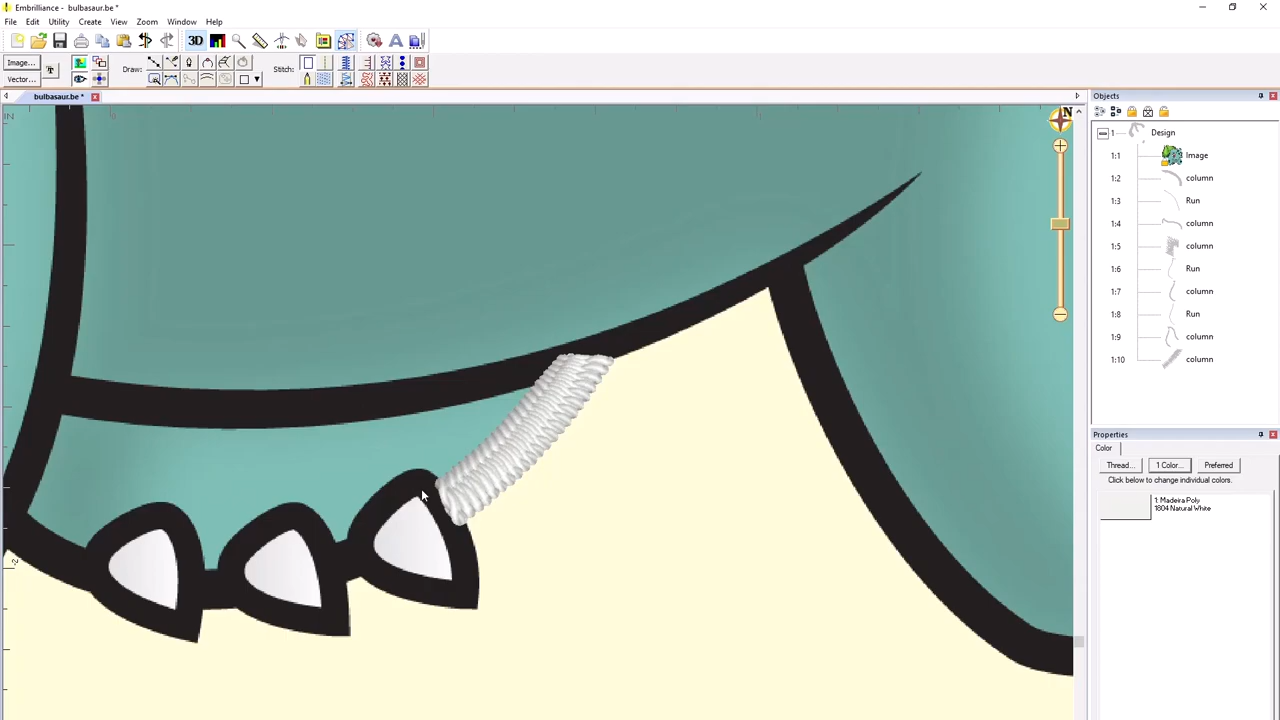 Embrilliance - bulbasaur.be *
File Edit Utility Create View Zoom Window Help
3D A
Image... T Draw: Stitch:
Vector...
bulbasaur.be * x
Objects
IN 0 N
1 Design
1:1 Image
1:2 column
1:3 Run
1:4 column
1:5 column
1:6 Run
1:7 column
1:8 Run
1:9 column
1:10 column
Properties
Color
Thread... 1 Color... Preferred
Click below to change individual colors.
1: Madeira Poly
1804 Natural White